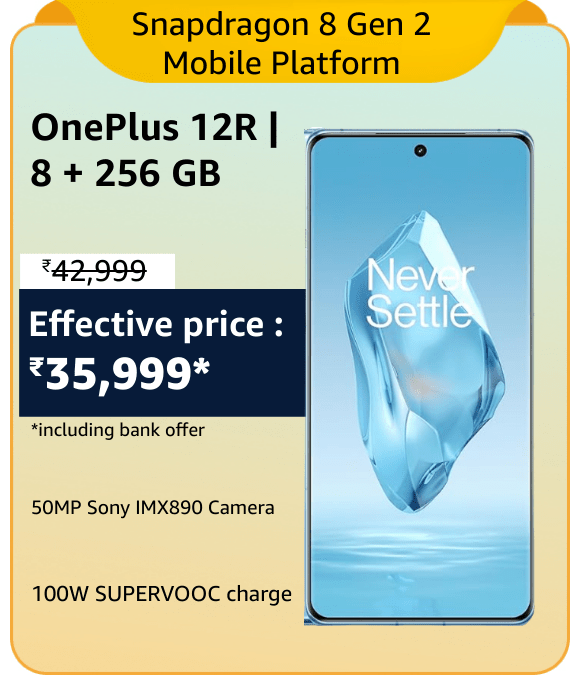 Snapdragon 8 Gen 2
Mobile Platform
OnePlus 12R |
8 + 256 GB
₹42,999
Effective price :
₹35,999*
*including bank offer
50MP Sony IMX890 Camera
100W SUPERVOOC charge
Never
Settle